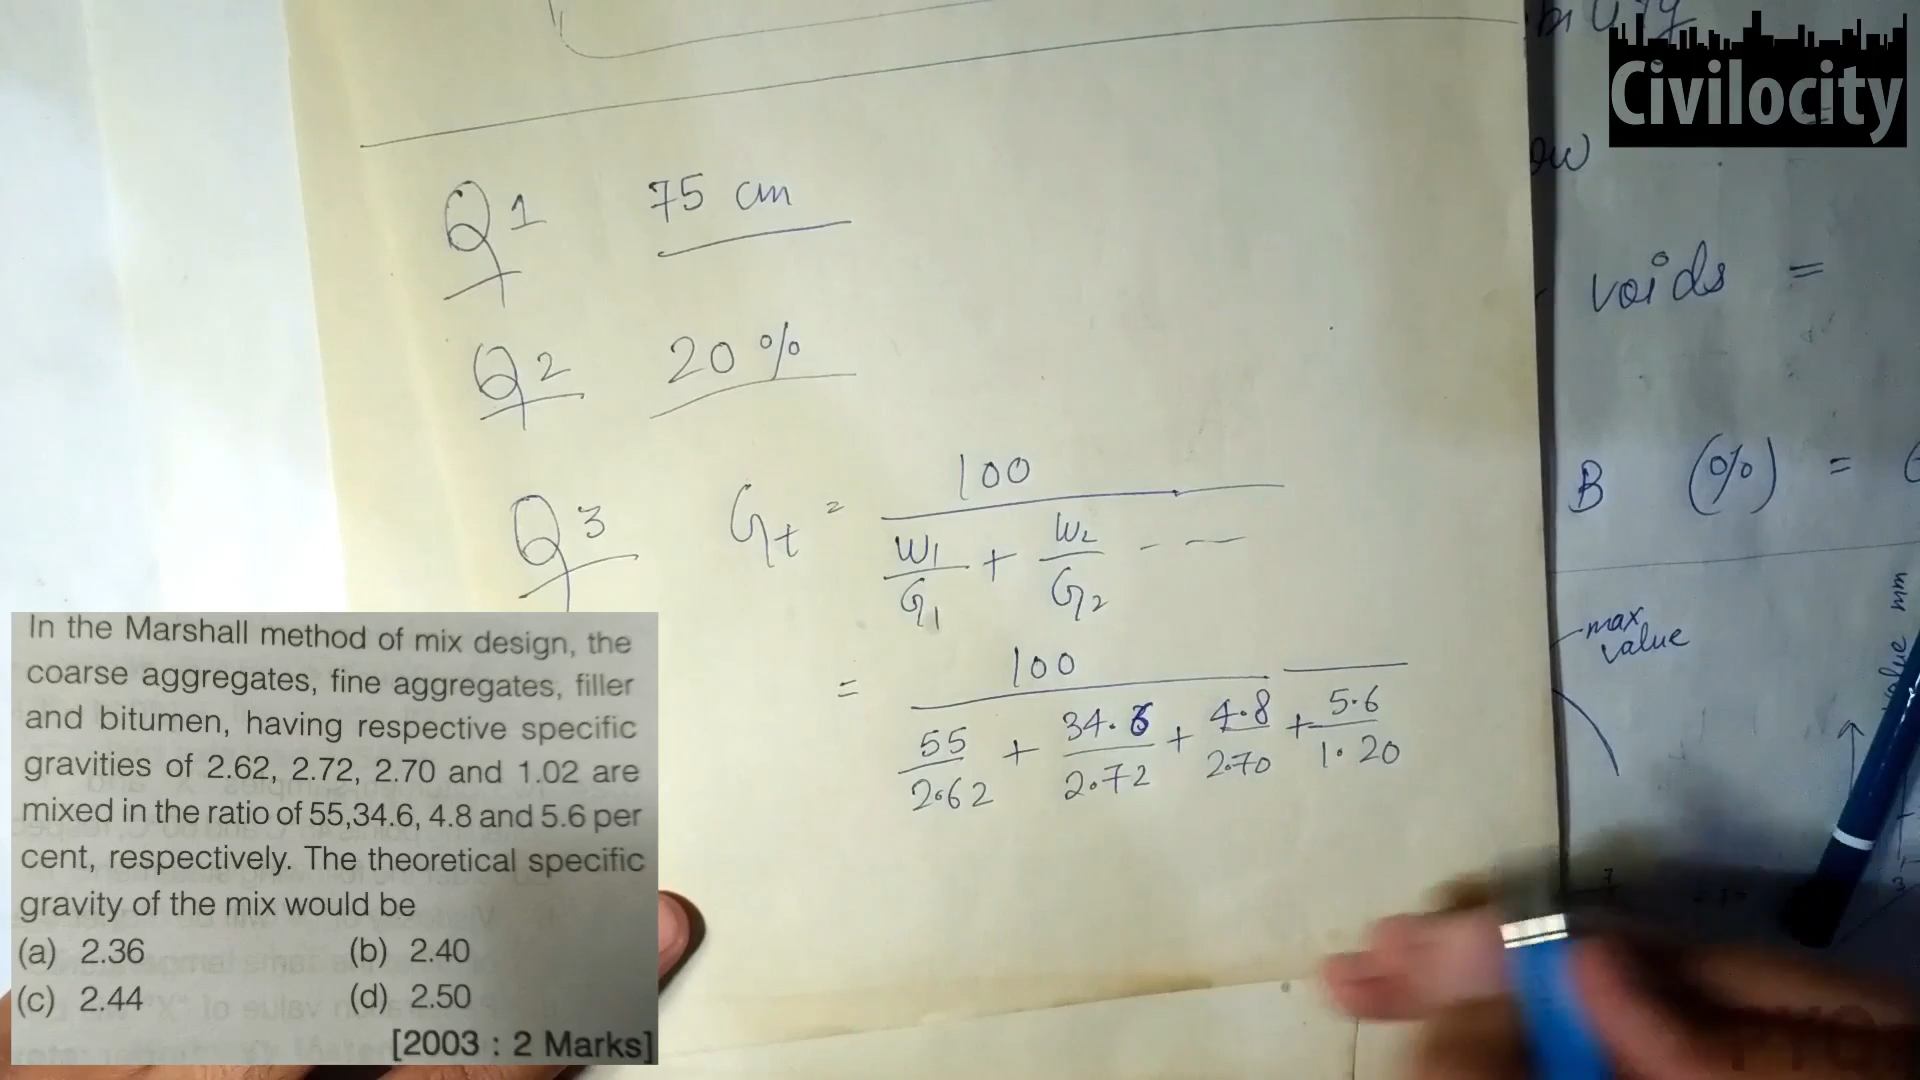 Civilocity
Q1 75 cm
Q2 20 %
Q3 Gt = 100
W1/G1 + W2/G2 - - —
= 100
55/2.62 + 34.6/2.72 + 4.8/2.70 + 5.6/1.20
voids =
B (%) =
max
value
mm
In the Marshall method of mix design, the
coarse aggregates, fine aggregates, filler
and bitumen, having respective specific
gravities of 2.62, 2.72, 2.70 and 1.02 are
mixed in the ratio of 55,34.6, 4.8 and 5.6 per
cent, respectively. The theoretical specific
gravity of the mix would be
(a) 2.36 (b) 2.40
(c) 2.44 (d) 2.50
[2003 : 2 Marks]